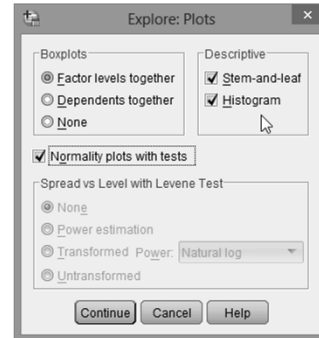 Explore: Plots
Boxplots
Factor levels together
Dependents together
None
Descriptive
Stem-and-leaf
Histogram
Normality plots with tests
Spread vs Level with Levene Test
None
Power estimation
Transformed Power: Natural log
Untransformed
Continue Cancel Help